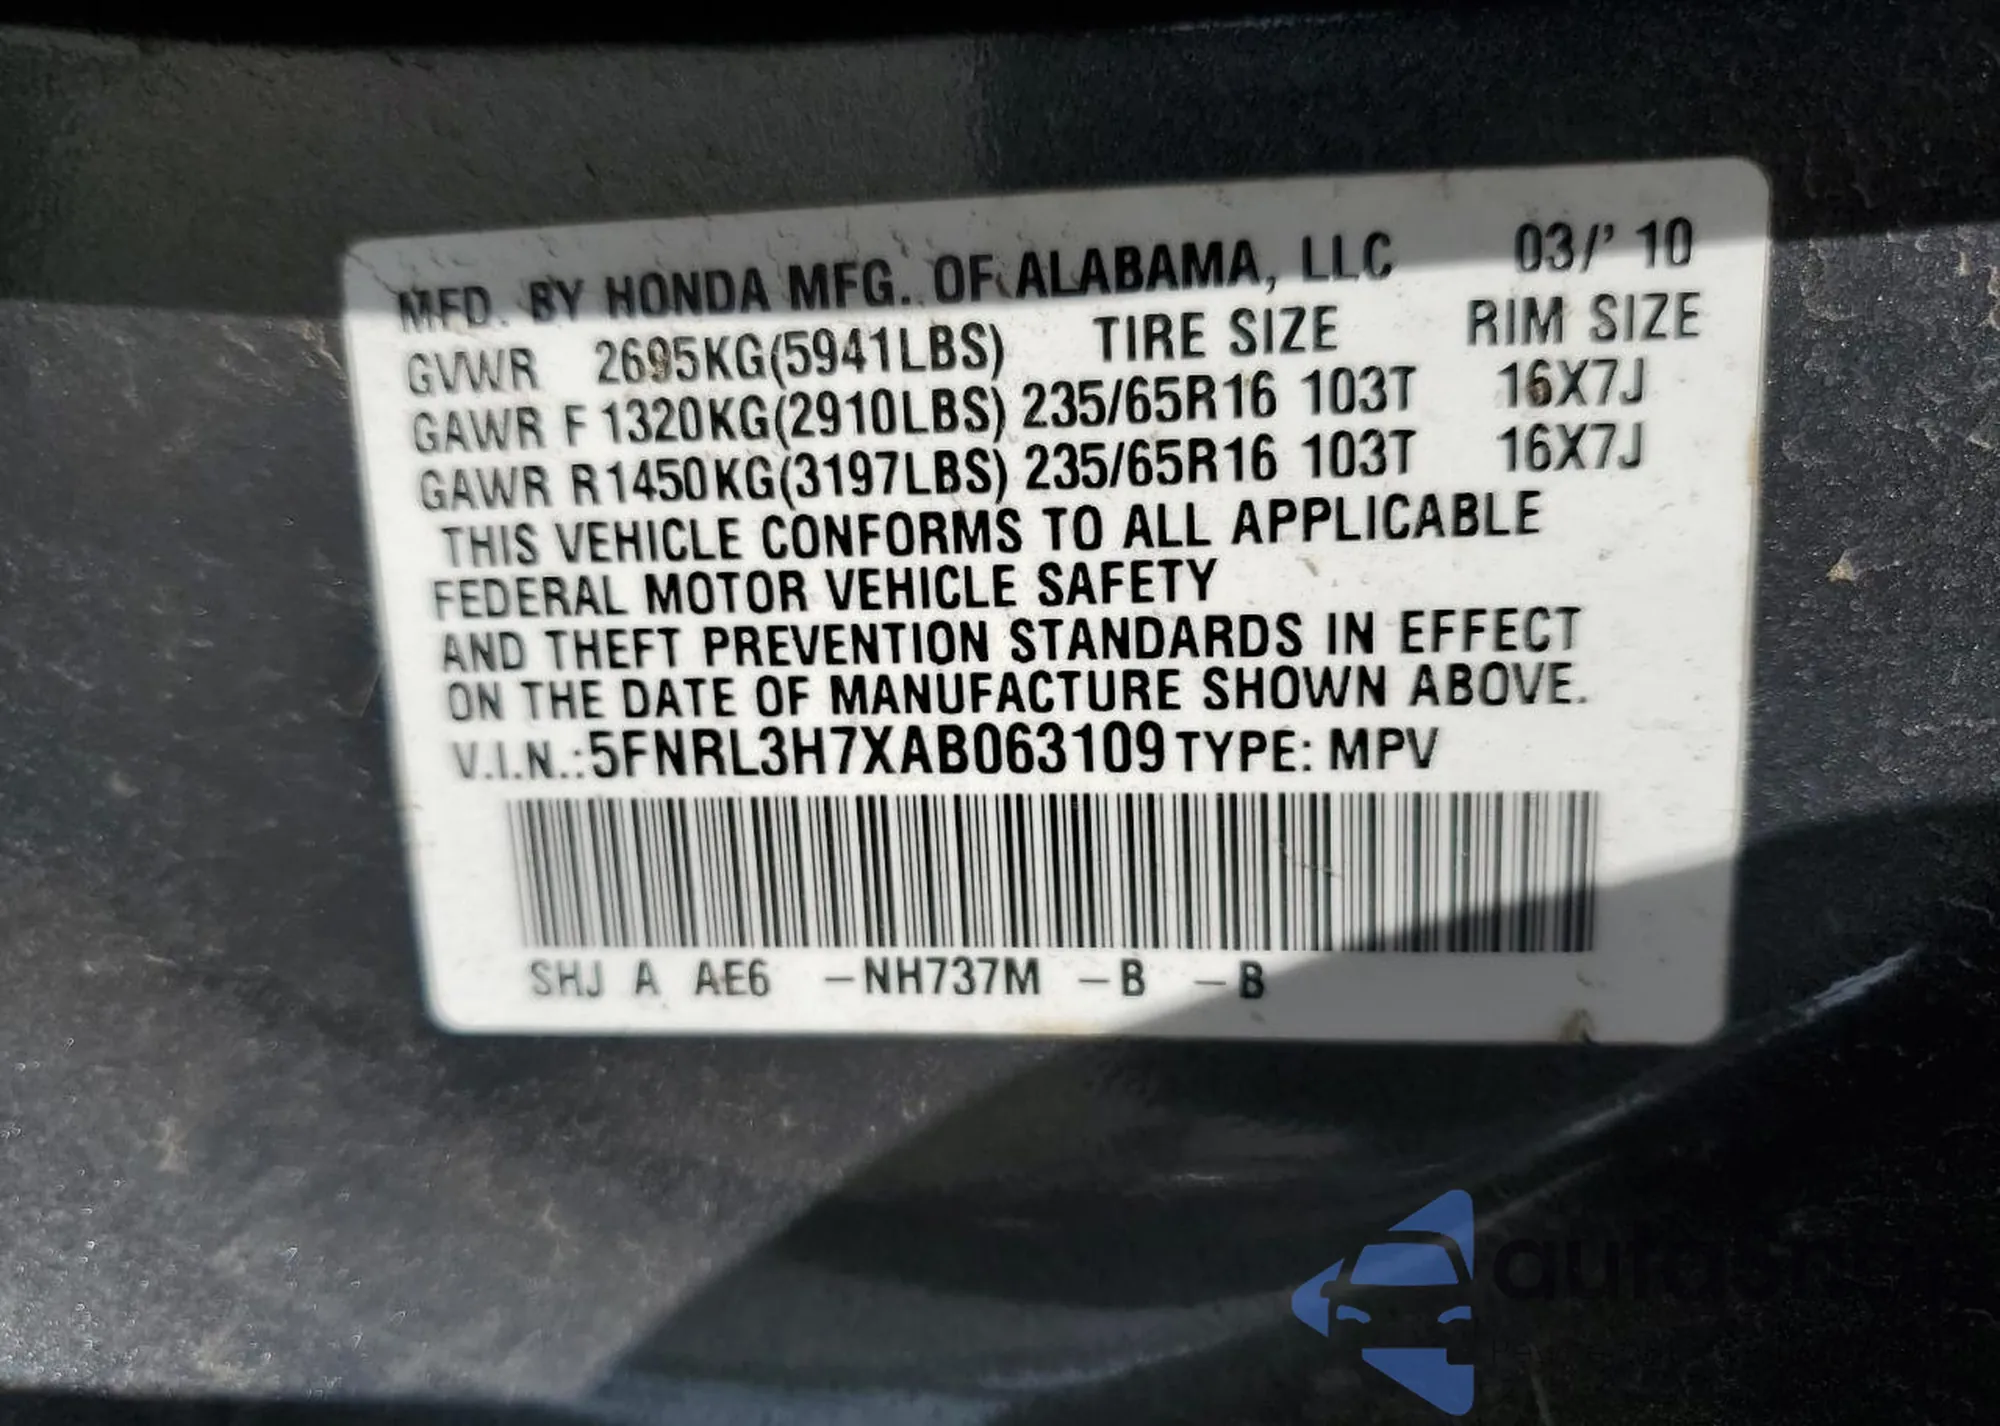 MFD. BY HONDA MFG. OF ALABAMA, LLC 03/'10
GVWR 2695KG(5941LBS) TIRE SIZE RIM SIZE
GAWR F 1320KG(2910LBS) 235/65R16 103T 16X7J
GAWR R 1450KG(3197LBS) 235/65R16 103T 16X7J
THIS VEHICLE CONFORMS TO ALL APPLICABLE
FEDERAL MOTOR VEHICLE SAFETY
AND THEFT PREVENTION STANDARDS IN EFFECT
ON THE DATE OF MANUFACTURE SHOWN ABOVE.
V.I.N.:5FNRL3H7XAB063109 TYPE: MPV
SHJ A AE6 -NH737M -B -B